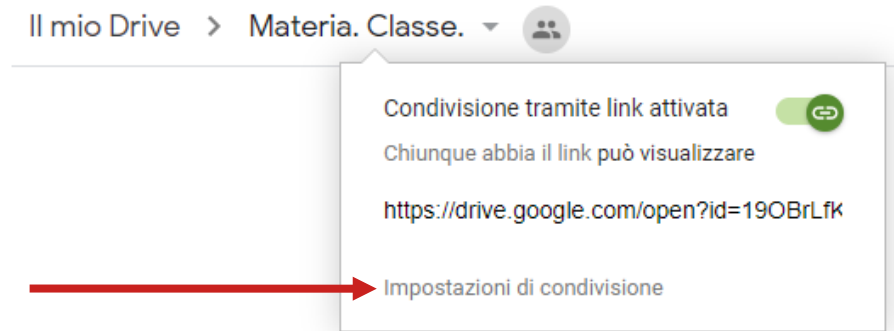 Il mio Drive > Materia. Classe.
Condivisione tramite link attivata
Chiunque abbia il link può visualizzare
https://drive.google.com/open?id=19OBrLfK
Impostazioni di condivisione